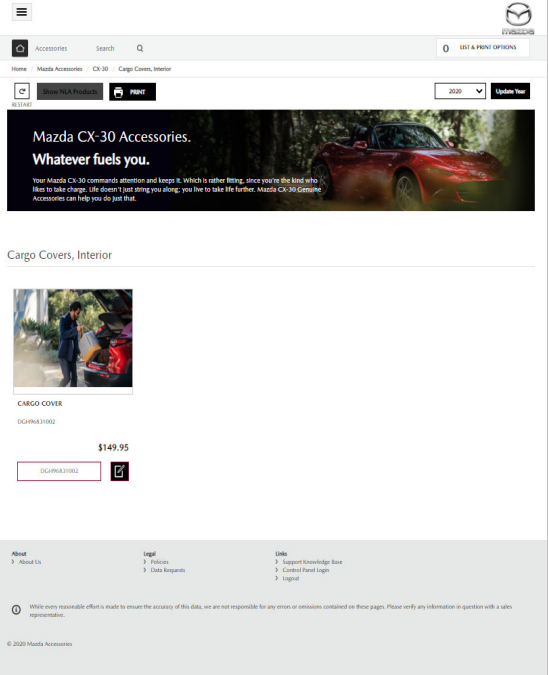 mazda
Accessories Search
0 LIST & PRINT OPTIONS
Home / Mazda Accessories / CX-30 / Cargo Covers, Interior
RESTART
Show NLA Products
PRINT
2020
Update Year
Mazda CX-30 Accessories.
Whatever fuels you.
Your Mazda CX-30 commands attention and keeps it. Which is rather fitting, since you're the kind who
likes to take charge. Life doesn't just string you along; you live to take life further. Mazda CX-30 Genuine
Accessories can help you do just that.
Cargo Covers, Interior
CARGO COVER
DGH96831002
$149.95
DGH96831002
About
About Us
Legal
Policies
Data Requests
Links
Support Knowledge Base
Control Panel Login
Logout
While every reasonable effort is made to ensure the accuracy of this data, we are not responsible for any errors or omissions contained on these pages. Please verify any information in question with a sales
representative.
© 2020 Mazda Accessories